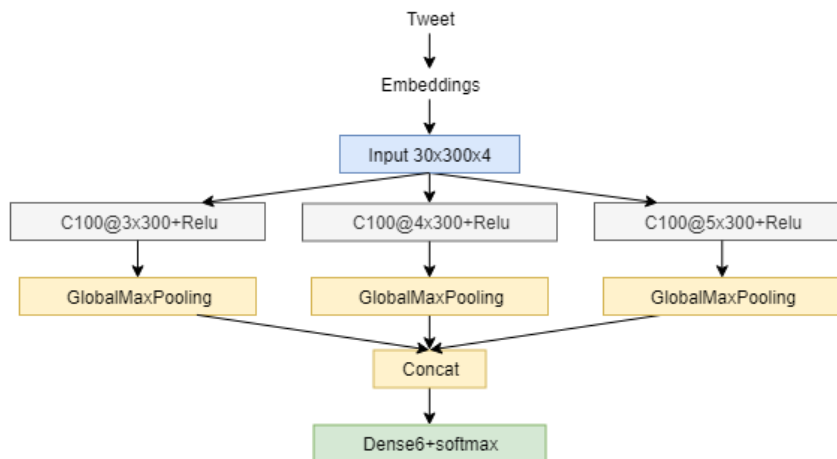 Tweet
Embeddings
Input 30x300x4
C100@3x300+Relu
C100@4x300+Relu
C100@5x300+Relu
GlobalMaxPooling
GlobalMaxPooling
GlobalMaxPooling
Concat
Dense6+softmax